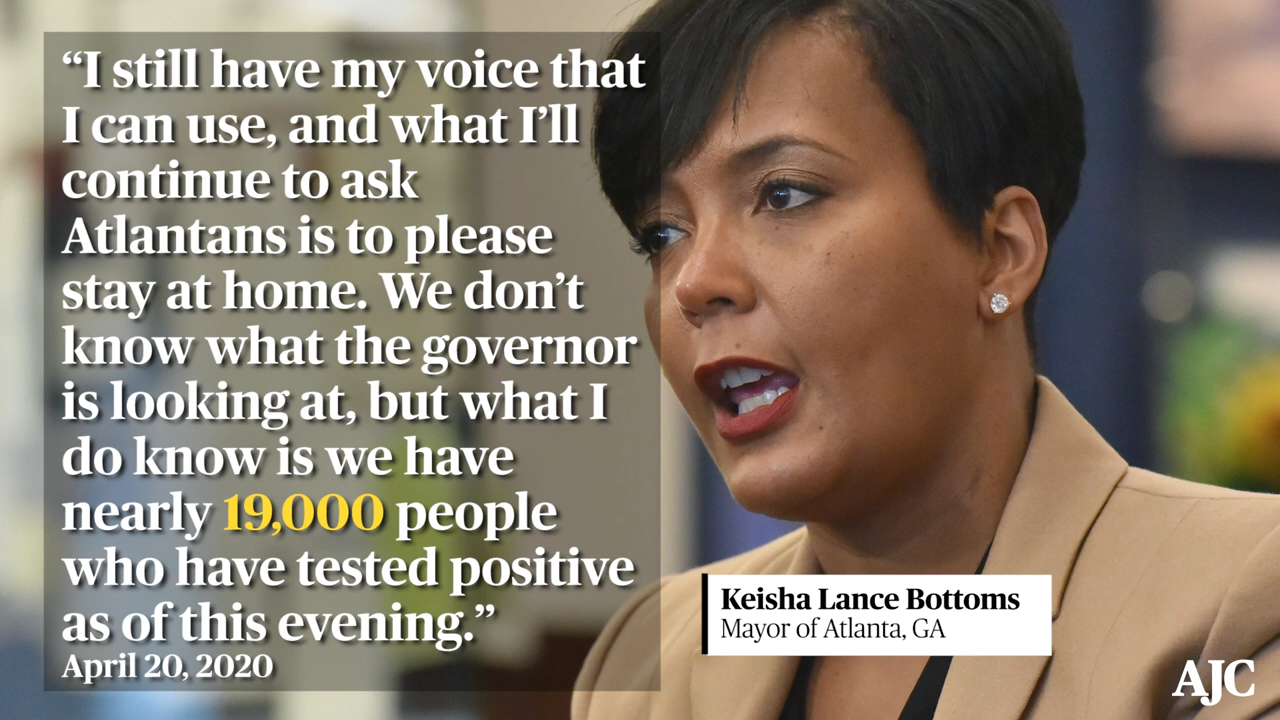 “I still have my voice that
I can use, and what I’ll
continue to ask
Atlantans is to please
stay at home. We don’t
know what the governor
is looking at, but what I
do know is we have
nearly 19,000 people
who have tested positive
as of this evening.”
April 20, 2020
Keisha Lance Bottoms
Mayor of Atlanta, GA
AJC